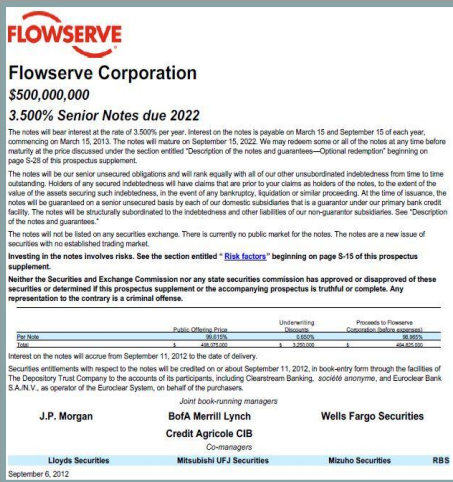 FLOWSERVE
Flowserve Corporation
$500,000,000
3.500% Senior Notes due 2022
The notes will bear interest at the rate of 3.500% per year. Interest on the notes is payable on March 15 and September 15 of each year,
commencing on March 15, 2013. The notes will mature on September 15, 2022. We may redeem some or all of the notes at any time before
maturity at the price discussed under the section entitled "Description of the notes and guarantees—Optional redemption" beginning on
page S-28 of this prospectus supplement.
The notes will be our senior unsecured obligations and will rank equally with all of our other unsubordinated indebtedness from time to time
outstanding. Holders of any secured indebtedness will have claims that are prior to your claims as holders of the notes, to the extent of the
value of the assets securing such indebtedness, in the event of any bankruptcy, liquidation or similar proceeding. At the time of issuance, the
notes will be guaranteed on a senior unsecured basis by each of our domestic subsidiaries that is a guarantor under our primary bank credit
facility. The notes will be structurally subordinated to the indebtedness and other liabilities of our non-guarantor subsidiaries. See "Description
of the notes and guarantees."
The notes will not be listed on any securities exchange. There is currently no public market for the notes. The notes are a new issue of
securities with no established trading market.
Investing in the notes involves risks. See the section entitled " Risk factors" beginning on page S-15 of this prospectus
supplement.
Neither the Securities and Exchange Commission nor any state securities commission has approved or disapproved of these
securities or determined if this prospectus supplement or the accompanying prospectus is truthful or complete. Any
representation to the contrary is a criminal offense.
Public Offering Price Underwriting Discounts Proceeds to Flowserve Corporation (before expenses)
Per Note 99.615% 0.650% 98.965%
Total $ 498,075,000 $ 3,250,000 $ 494,825,000
Interest on the notes will accrue from September 11, 2012 to the date of delivery.
Securities entitlements with respect to the notes will be credited on or about September 11, 2012, in book-entry form through the facilities of
The Depository Trust Company to the accounts of its participants, including Clearstream Banking, société anonyme, and Euroclear Bank
S.A./N.V., as operator of the Euroclear System, on behalf of the purchasers.
Joint book-running managers
J.P. Morgan BofA Merrill Lynch Wells Fargo Securities
Credit Agricole CIB
Co-managers
Lloyds Securities Mitsubishi UFJ Securities Mizuho Securities RBS
September 6, 2012